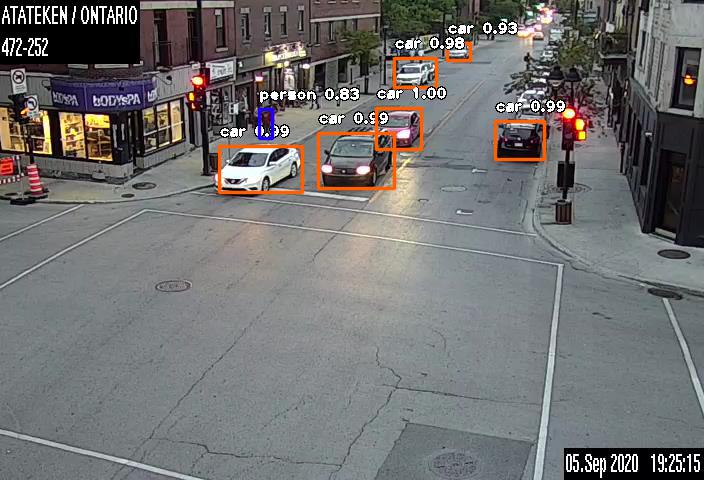 ATATEKEN / ONTARIO
472-252
car 0.93
car 0.98
person 0.83
car 1.00
car 0.99
car 0.99
car 0.99
BODYSPA
bODYsPA
05.Sep 2020 19:25:15